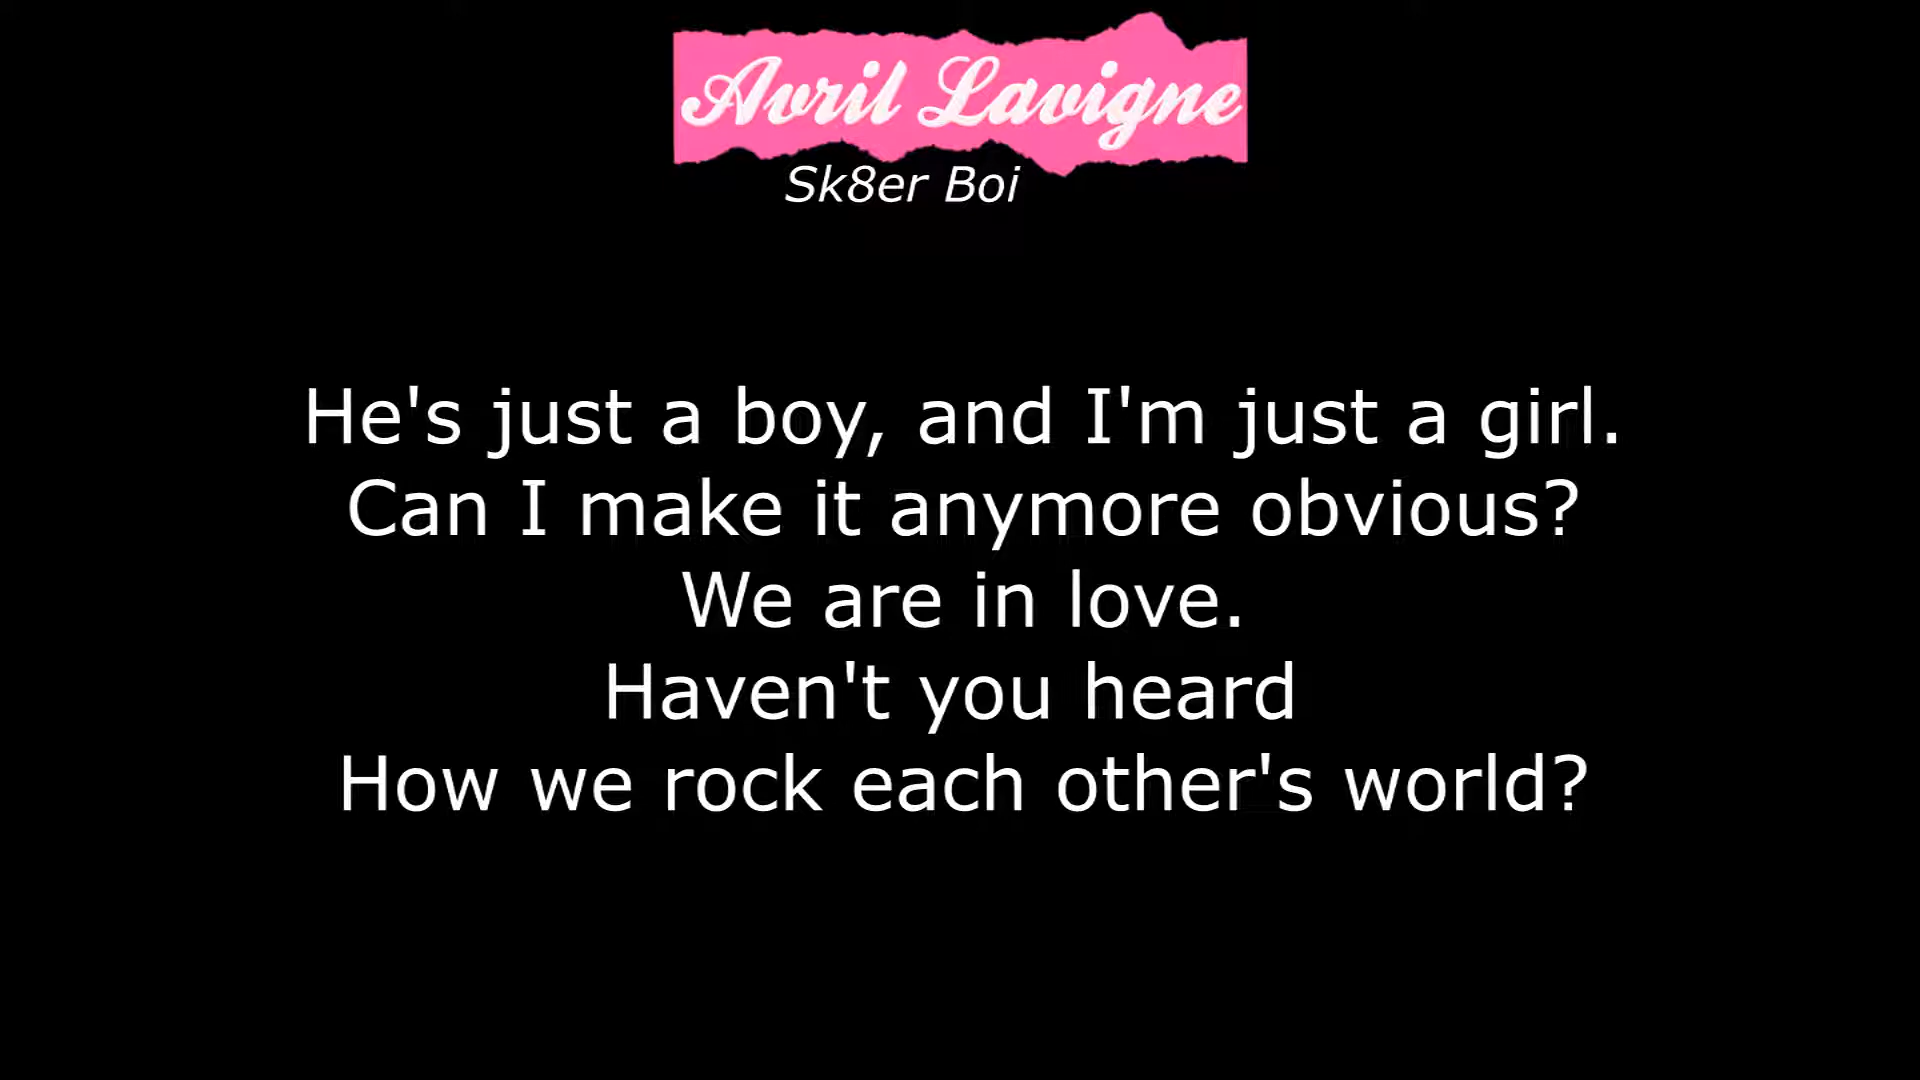 Avril Lavigne
Sk8er Boi
He's just a boy, and I'm just a girl.
Can I make it anymore obvious?
We are in love.
Haven't you heard
How we rock each other's world?